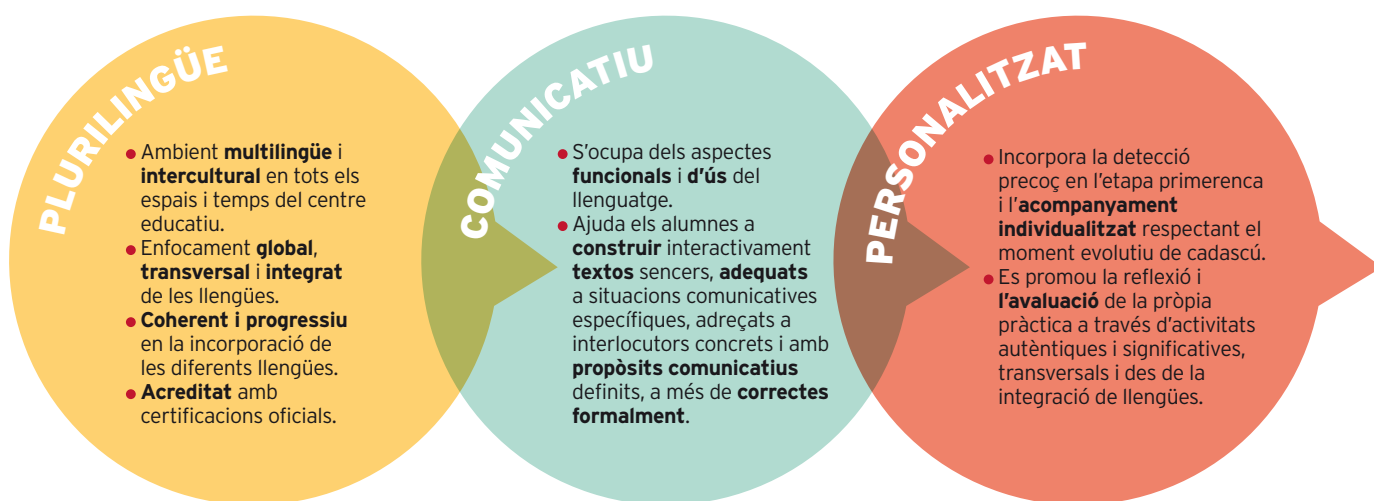 PLURILINGÜE
● Ambient multilingüe i
intercultural en tots els
espais i temps del centre
educatiu.
● Enfocament global,
transversal i integrat
de les llengües.
● Coherent i progressiu
en la incorporació de
les diferents llengües.
● Acreditat amb
certificacions oficials.
COMUNICATIU
● S'ocupa dels aspectes
funcionals i d'ús del
llenguatge.
● Ajuda els alumnes a
construir interactivament
textos sencers, adequats
a situacions comunicatives
específiques, adreçats a
interlocutors concrets i amb
propòsits comunicatius
definits, a més de correctes
formalment.
PERSONALITZAT
● Incorpora la detecció
precoç en l'etapa primerenca
i l'acompanyament
individualitzat respectant el
moment evolutiu de cadascú.
● Es promou la reflexió i
l'avaluació de la pròpia
pràctica a través d'activitats
autèntiques i significatives,
transversals i des de la
integració de llengües.